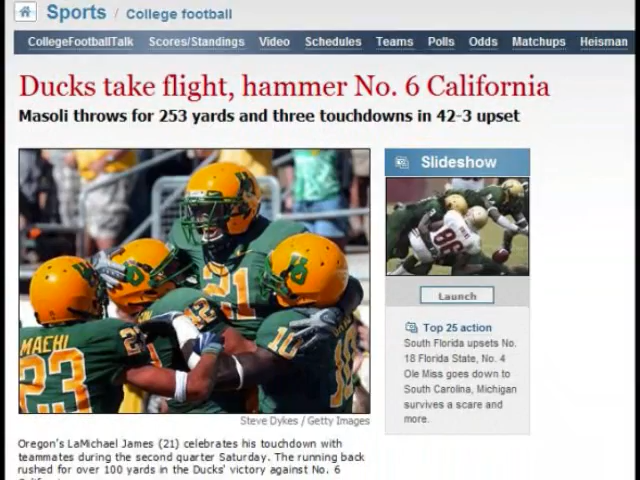 Sports / College football
CollegeFootballTalk Scores/Standings Video Schedules Teams Polls Odds Matchups Heisman
Ducks take flight, hammer No. 6 California
Masoli throws for 253 yards and three touchdowns in 42-3 upset
MAEHL
23
21
10
Steve Dykes / Getty Images
Oregon's LaMichael James (21) celebrates his touchdown with
teammates during the second quarter Saturday. The running back
rushed for over 100 yards in the Ducks' victory against No. 6
Slideshow
86
Launch
Top 25 action
South Florida upsets No.
18 Florida State, No. 4
Ole Miss goes down to
South Carolina, Michigan
survives a scare and
more.